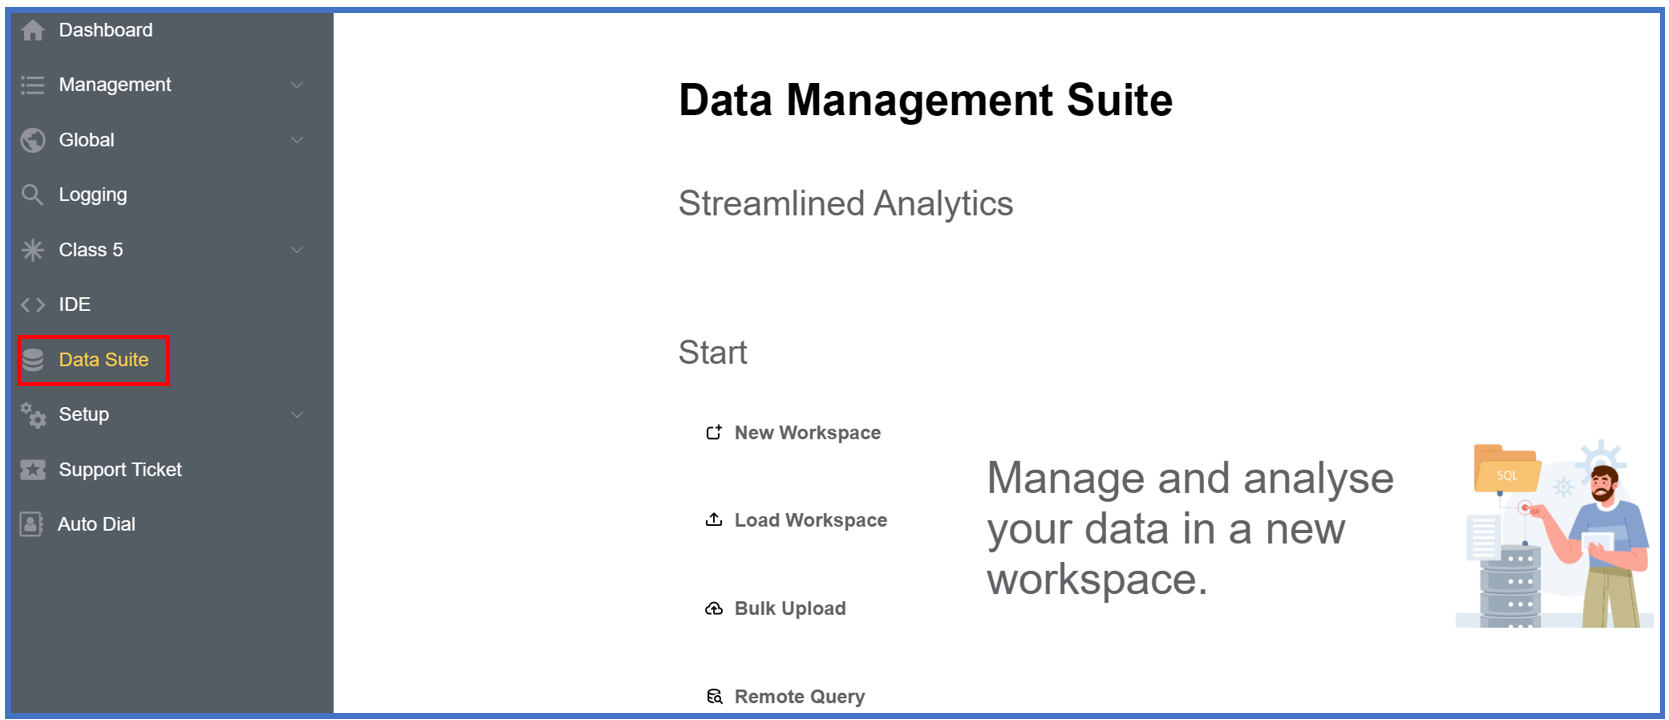 Dashboard
Management
Global
Logging
Class 5
IDE
Data Suite
Setup
Support Ticket
Auto Dial
Data Management Suite
Streamlined Analytics
Start
New Workspace
Load Workspace
Bulk Upload
Remote Query
Manage and analyse
your data in a new
workspace.
SQL